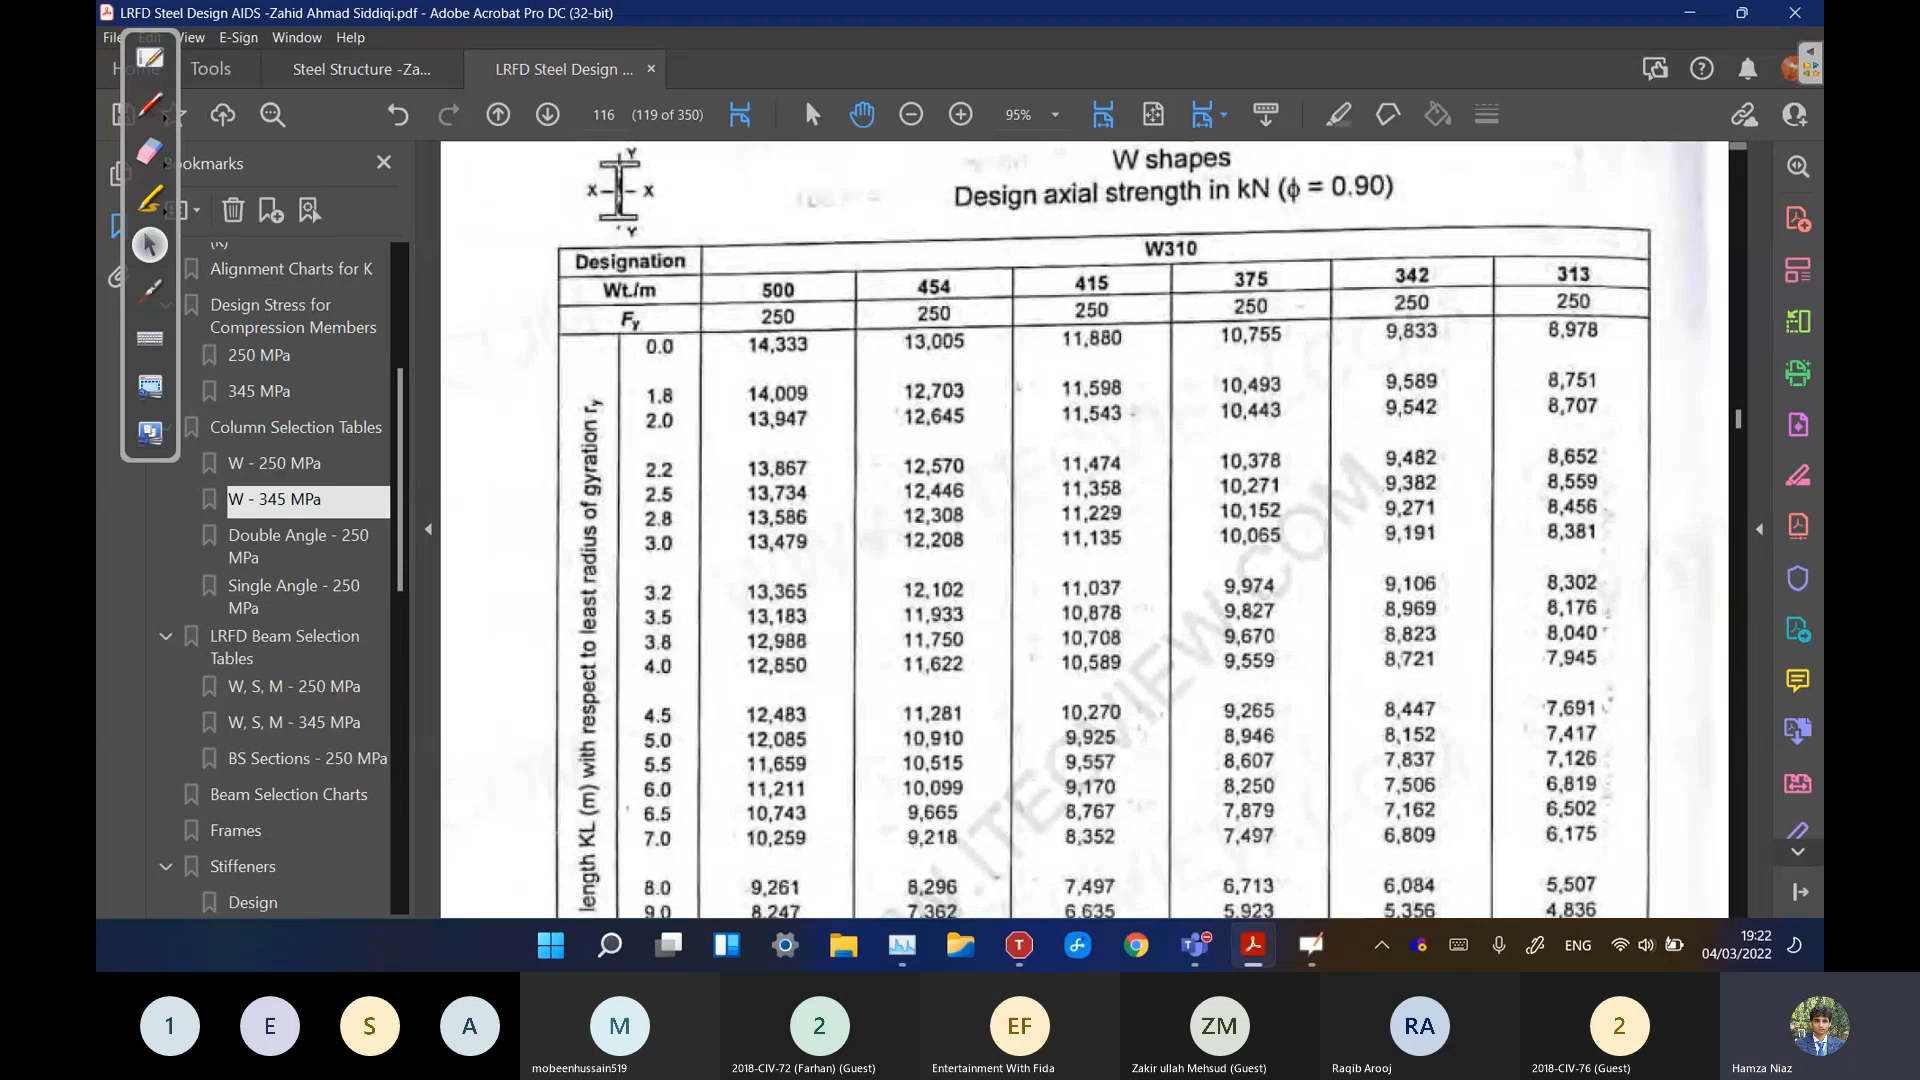 LRFD Steel Design AIDS -Zahid Ahmad Siddiqi.pdf - Adobe Acrobat Pro DC (32-bit)
File Edit View E-Sign Window Help
Home Tools Steel Structure -Za... LRFD Steel Design ...
116 (119 of 350) 95%
Bookmarks
(K)
Alignment Charts for K
Design Stress for
Compression Members
250 MPa
345 MPa
Column Selection Tables
W - 250 MPa
W - 345 MPa
Double Angle - 250
MPa
Single Angle - 250
MPa
LRFD Beam Selection
Tables
W, S, M - 250 MPa
W, S, M - 345 MPa
BS Sections - 250 MPa
Beam Selection Charts
Frames
Stiffeners
Design
Y
X X
Y
W shapes
Design axial strength in kN (ϕ = 0.90)
Designation W310
Wt./m 500 454 415 375 342 313
Fy 250 250 250 250 250 250
length KL (m) with respect to least radius of gyration ry
0.0 14,333 13,005 11,880 10,755 9,833 8,978
1.8 14,009 12,703 11,598 10,493 9,589 8,751
2.0 13,947 12,645 11,543 10,443 9,542 8,707
2.2 13,867 12,570 11,474 10,378 9,482 8,652
2.5 13,734 12,446 11,358 10,271 9,382 8,559
2.8 13,586 12,308 11,229 10,152 9,271 8,456
3.0 13,479 12,208 11,135 10,065 9,191 8,381
3.2 13,365 12,102 11,037 9,974 9,106 8,302
3.5 13,183 11,933 10,878 9,827 8,969 8,176
3.8 12,988 11,750 10,708 9,670 8,823 8,040
4.0 12,850 11,622 10,589 9,559 8,721 7,945
4.5 12,483 11,281 10,270 9,265 8,447 7,691
5.0 12,085 10,910 9,925 8,946 8,152 7,417
5.5 11,659 10,515 9,557 8,607 7,837 7,126
6.0 11,211 10,099 9,170 8,250 7,506 6,819
6.5 10,743 9,665 8,767 7,879 7,162 6,502
7.0 10,259 9,218 8,352 7,497 6,809 6,175
8.0 9,261 8,296 7,497 6,713 6,084 5,507
9.0 8,247 7,362 6,635 5,923 5,356 4,836
ENG
19:22
04/03/2022
1 E S A M 2 EF ZM RA 2
mobeenhussain519 2018-CIV-72 (Farhan) (Guest) Entertainment With Fida Zakir ullah Mehsud (Guest) Raqib Arooj 2018-CIV-76 (Guest) Hamza Niaz